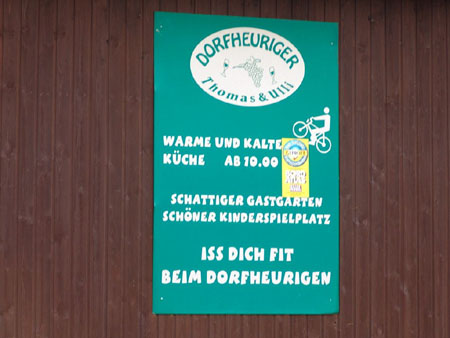 DORFHEURIGER
Thomas & Ulli
WARME UND KALTE
KÜCHE AB 10.00
SCHATTIGER GASTGARTEN
SCHÖNER KINDERSPIELPLATZ
ISS DICH FIT
BEIM DORFHEURIGEN